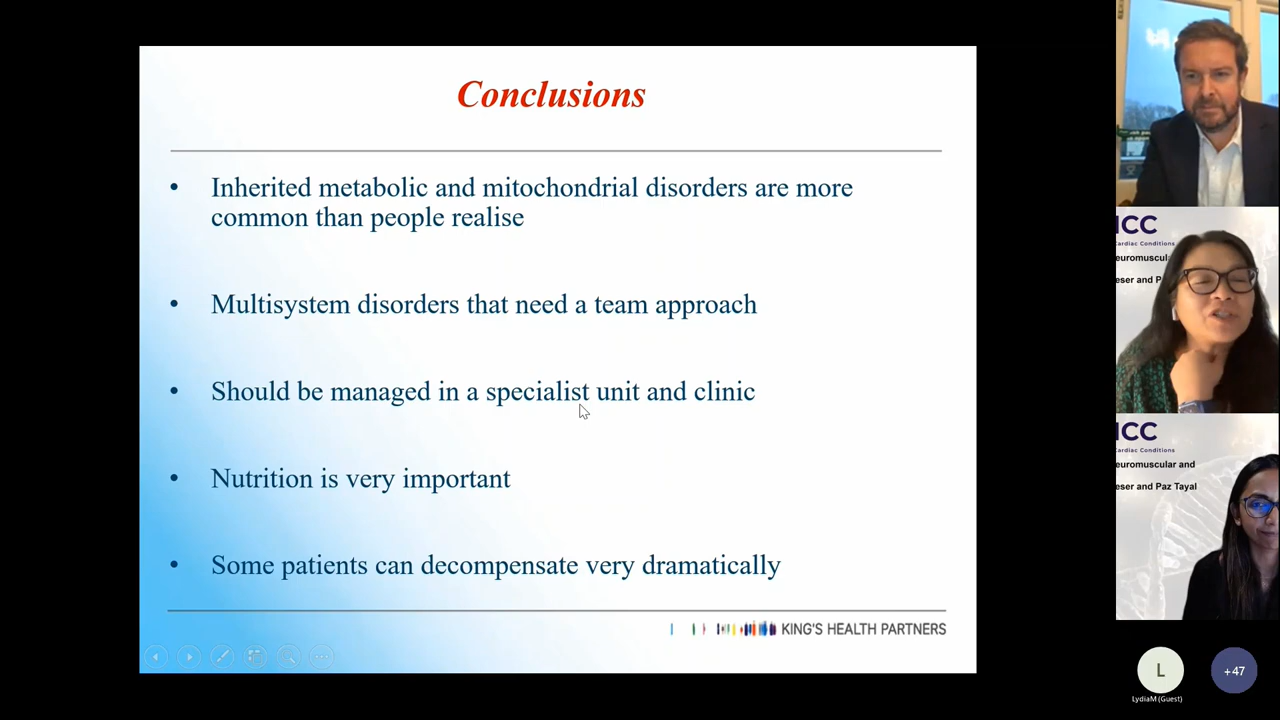 Conclusions
• Inherited metabolic and mitochondrial disorders are more
common than people realise
• Multisystem disorders that need a team approach
• Should be managed in a specialist unit and clinic
• Nutrition is very important
• Some patients can decompensate very dramatically
KING'S HEALTH PARTNERS
ICC
Cardiac Conditions
euromuscul
eser and P
ICC
Cardiac Conditions
euromuscular and
eser and Paz Tayal
L
+47
LydiaM (Guest)